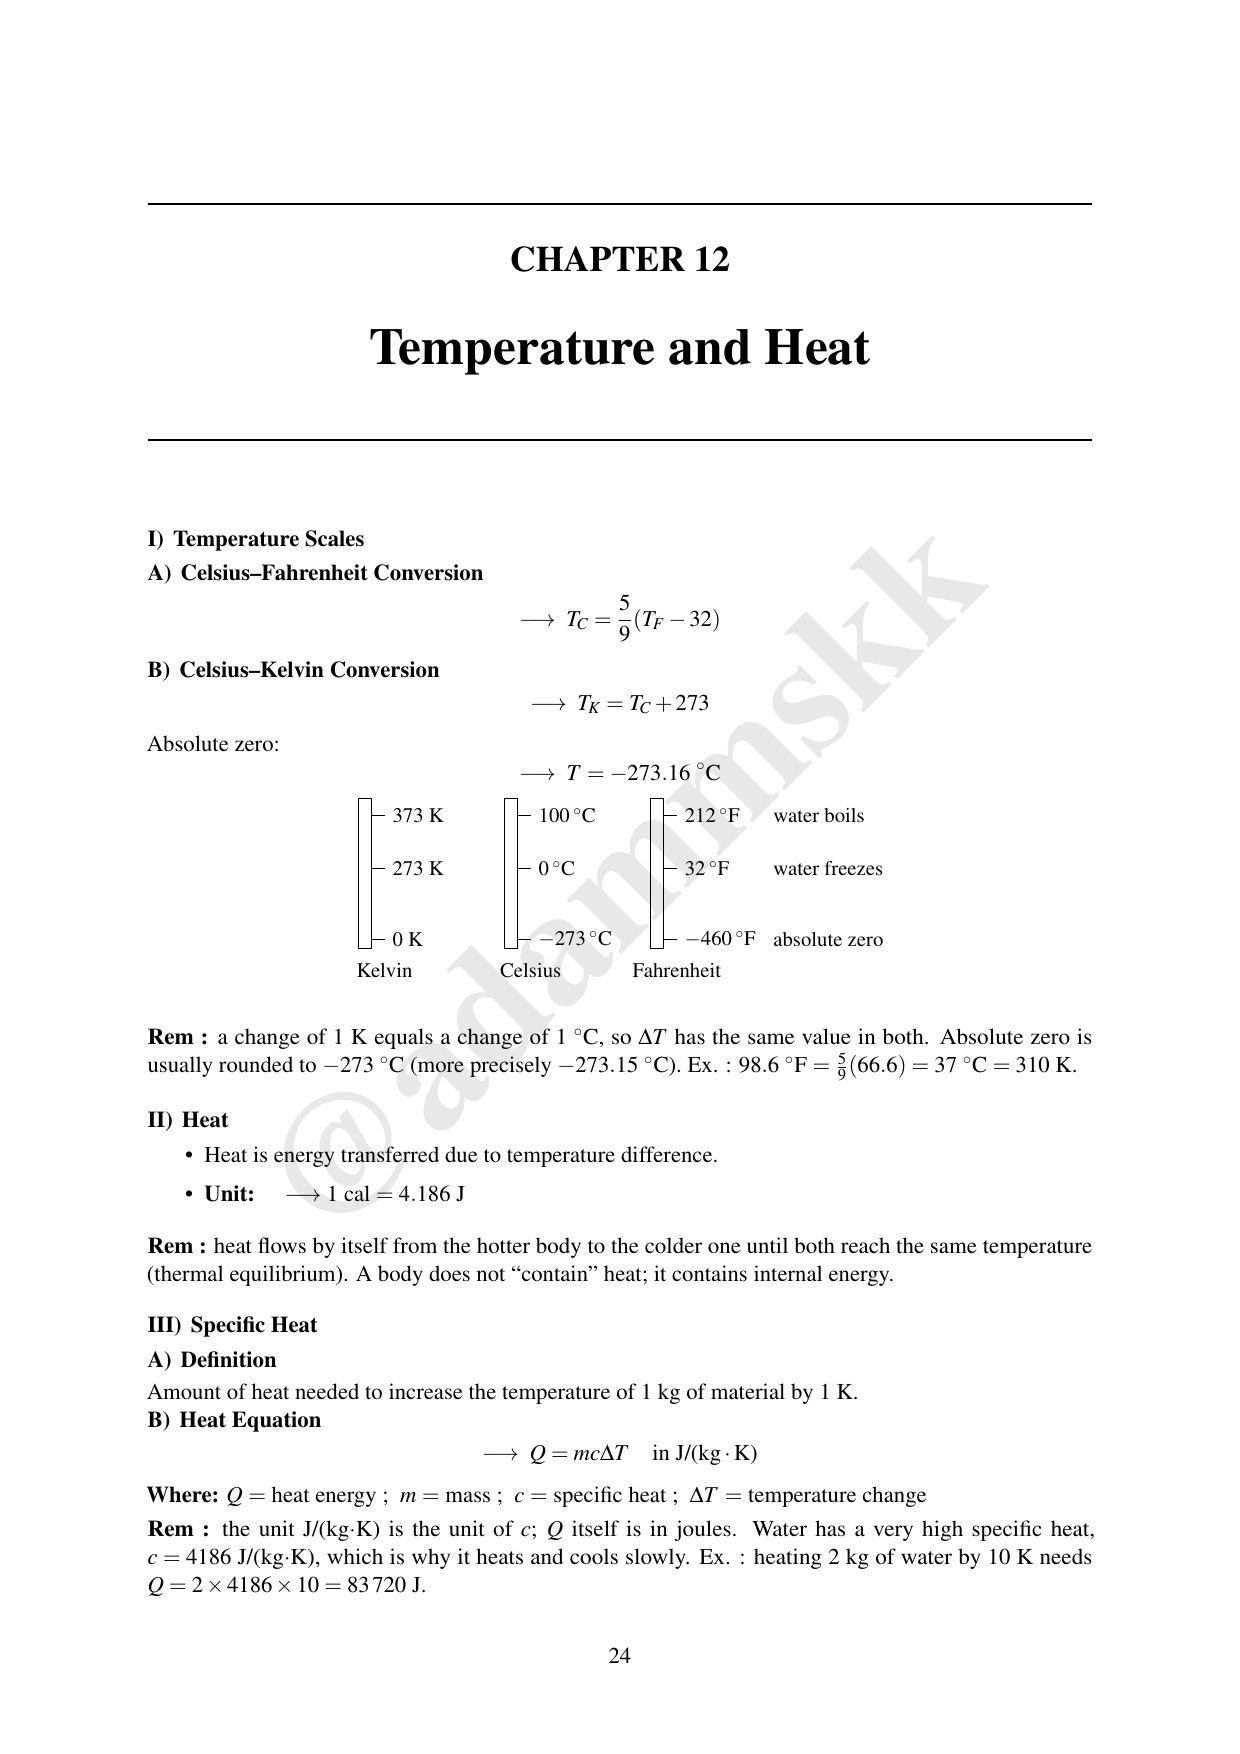 CHAPTER 12
Temperature and Heat
I) Temperature Scales
A) Celsius–Fahrenheit Conversion
⟶ T_C = 5/9 (T_F − 32)
B) Celsius–Kelvin Conversion
⟶ T_K = T_C + 273
Absolute zero:
⟶ T = −273.16 °C
373 K 100 °C 212 °F water boils
273 K 0 °C 32 °F water freezes
0 K −273 °C −460 °F absolute zero
Kelvin Celsius Fahrenheit
Rem : a change of 1 K equals a change of 1 °C, so ΔT has the same value in both. Absolute zero is
usually rounded to −273 °C (more precisely −273.15 °C). Ex. : 98.6 °F = 5/9 (66.6) = 37 °C = 310 K.
II) Heat
• Heat is energy transferred due to temperature difference.
• Unit: ⟶ 1 cal = 4.186 J
Rem : heat flows by itself from the hotter body to the colder one until both reach the same temperature
(thermal equilibrium). A body does not “contain” heat; it contains internal energy.
III) Specific Heat
A) Definition
Amount of heat needed to increase the temperature of 1 kg of material by 1 K.
B) Heat Equation
⟶ Q = mcΔT in J/(kg · K)
Where: Q = heat energy ; m = mass ; c = specific heat ; ΔT = temperature change
Rem : the unit J/(kg·K) is the unit of c; Q itself is in joules. Water has a very high specific heat,
c = 4186 J/(kg·K), which is why it heats and cools slowly. Ex. : heating 2 kg of water by 10 K needs
Q = 2 × 4186 × 10 = 83 720 J.
24
@adammskk